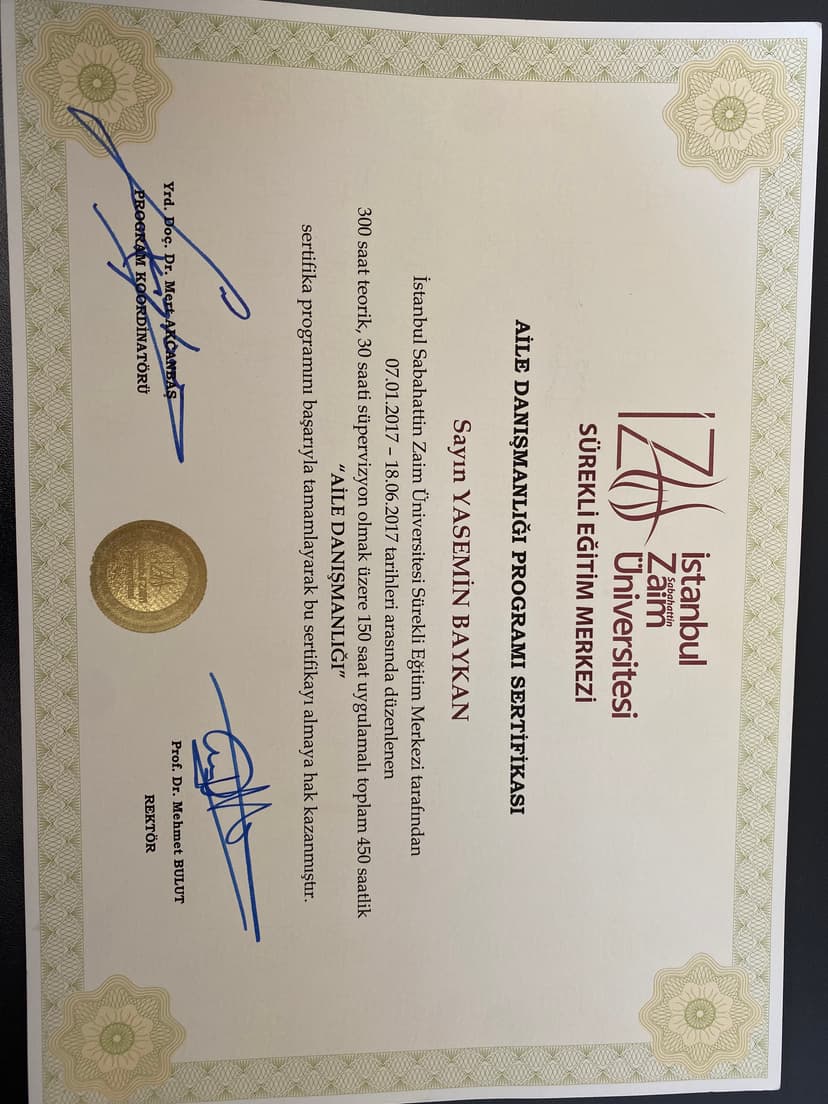 İZÜ
İstanbul
Sabahattin
Zaim
Üniversitesi
SÜREKLİ EĞİTİM MERKEZİ
AİLE DANIŞMANLIĞI PROGRAMI SERTİFİKASI
Sayın YASEMİN BAYKAN
İstanbul Sabahattin Zaim Üniversitesi Sürekli Eğitim Merkezi tarafından
07.01.2017 – 18.06.2017 tarihleri arasında düzenlenen
300 saat teorik, 30 saati süpervizyon olmak üzere 150 saat uygulamalı toplam 450 saatlik
“AİLE DANIŞMANLIĞI”
sertifika programını başarıyla tamamlayarak bu sertifikayı almaya hak kazanmıştır.
Yrd. Doç. Dr. Mert AKCANBAŞ
PROGRAM KOORDİNATÖRÜ
Prof. Dr. Mehmet BULUT
REKTÖR